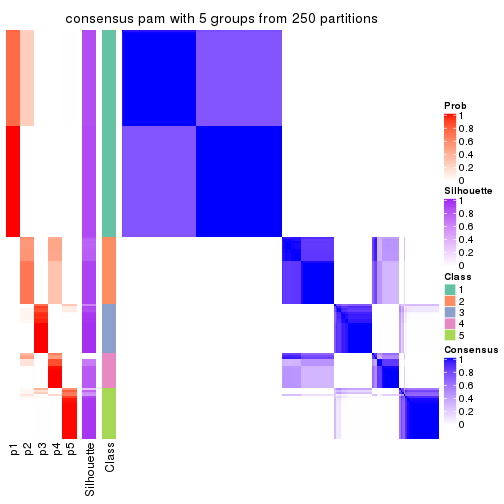 consensus pam with 5 groups from 250 partitions
Prob
1
0.8
0.6
0.4
0.2
0
Silhouette
1
0.8
0.6
0.4
0.2
0
Class
1
2
3
4
5
Consensus
1
0.8
0.6
0.4
0.2
0
p1
p2
p3
p4
p5
Silhouette
Class